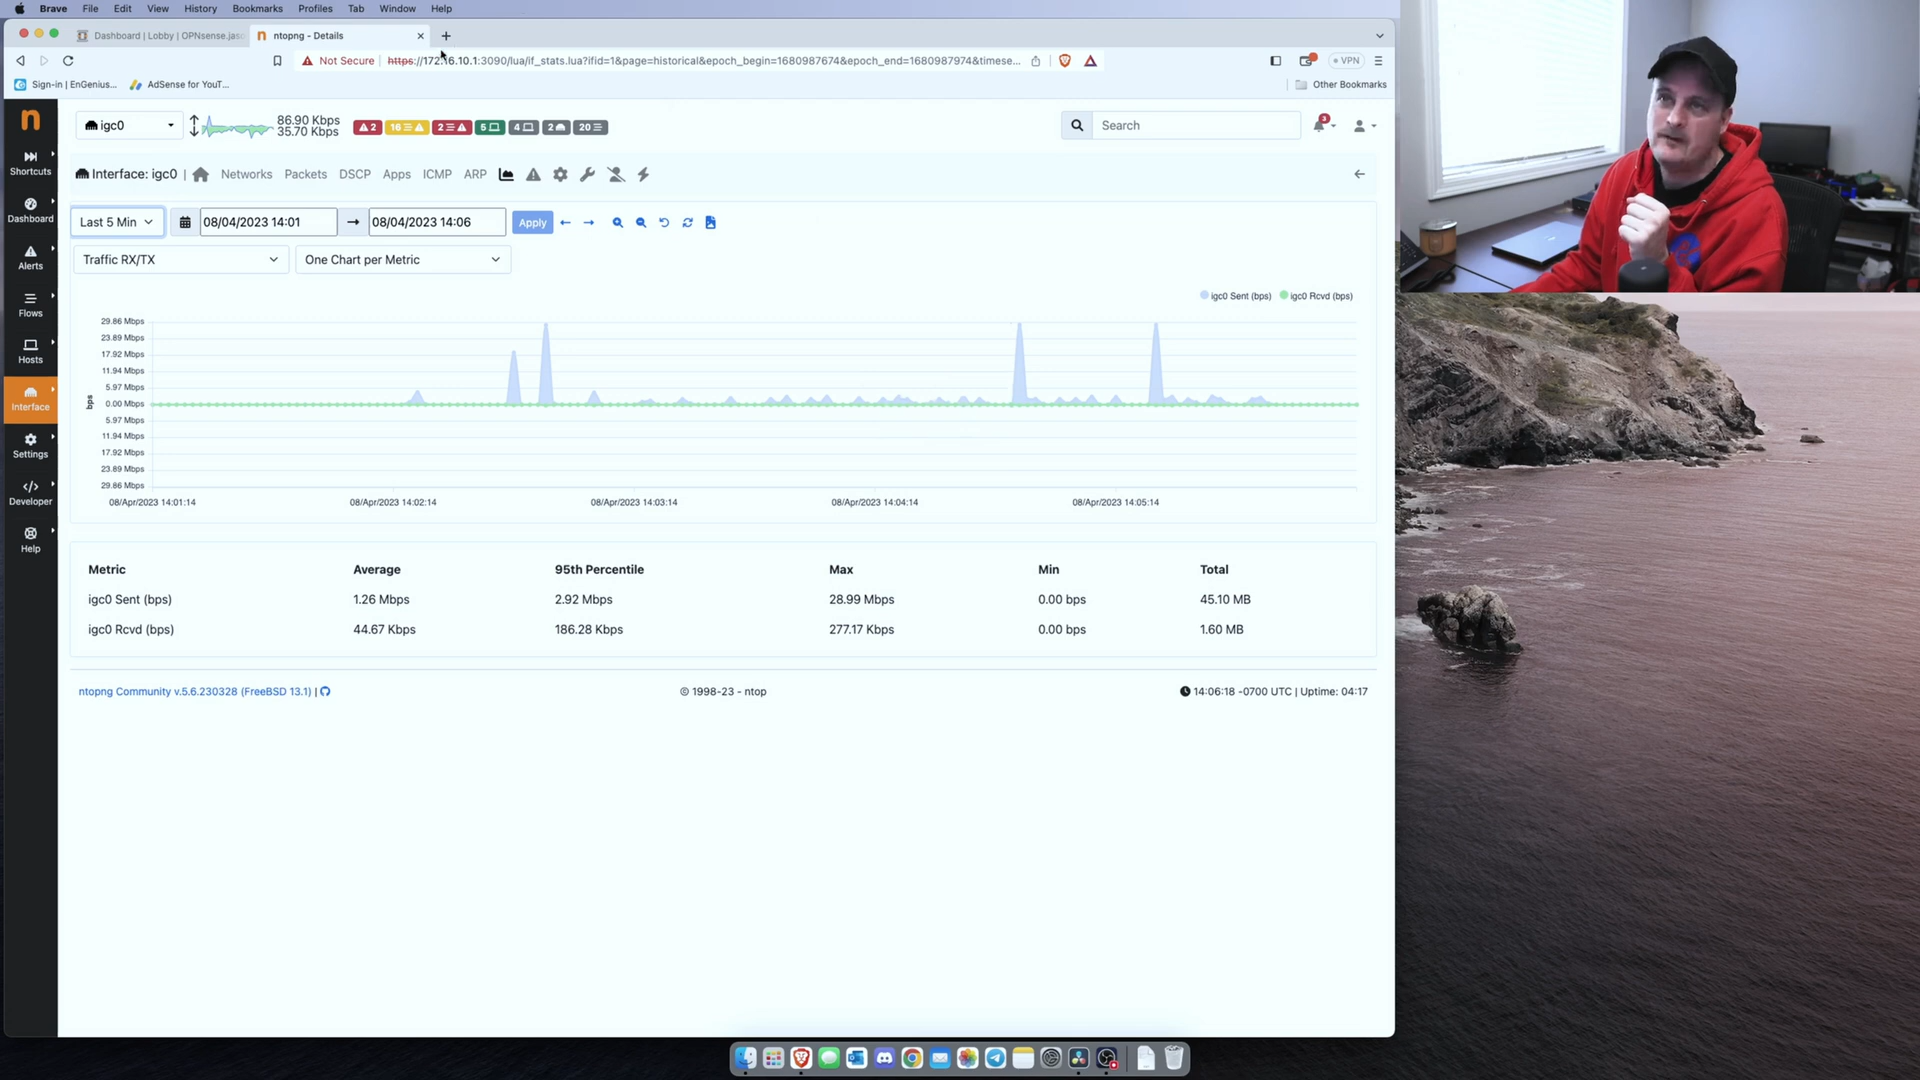 Brave File Edit View History Bookmarks Profiles Tab Window Help
Dashboard | Lobby | OPNsense.jas
n ntopng - Details
Not Secure https://172.16.10.1:3090/lua/if_stats.lua?ifid=1&page=historical&epoch_begin=1680987674&epoch_end=1680987974&timese... VPN
Sign-in | EnGenius... AdSense for YouT... Other Bookmarks
n
igc0
86.90 Kbps
35.70 Kbps
2 16 2 5 4 2 20
Search
3
Shortcuts
Dashboard
Alerts
Flows
Hosts
Interface
Settings
Developer
Help
Interface: igc0 | Networks Packets DSCP Apps ICMP ARP
Last 5 Min 08/04/2023 14:01 08/04/2023 14:06 Apply
Traffic RX/TX One Chart per Metric
igc0 Sent (bps) igc0 Rcvd (bps)
bps
29.86 Mbps
23.89 Mbps
17.92 Mbps
11.94 Mbps
5.97 Mbps
0.00 Mbps
5.97 Mbps
11.94 Mbps
17.92 Mbps
23.89 Mbps
29.86 Mbps
08/Apr/2023 14:01:14 08/Apr/2023 14:02:14 08/Apr/2023 14:03:14 08/Apr/2023 14:04:14 08/Apr/2023 14:05:14
Metric Average 95th Percentile Max Min Total
igc0 Sent (bps) 1.26 Mbps 2.92 Mbps 28.99 Mbps 0.00 bps 45.10 MB
igc0 Rcvd (bps) 44.67 Kbps 186.28 Kbps 277.17 Kbps 0.00 bps 1.60 MB
ntopng Community v.5.6.230328 (FreeBSD 13.1) | © 1998-23 - ntop 14:06:18 -0700 UTC | Uptime: 04:17